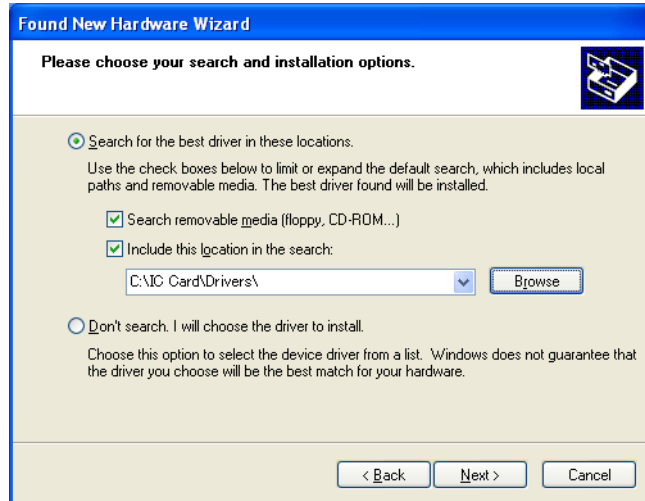 Found New Hardware Wizard
Please choose your search and installation options.
Search for the best driver in these locations.
Use the check boxes below to limit or expand the default search, which includes local
paths and removable media. The best driver found will be installed.
Search removable media (floppy, CD-ROM...)
Include this location in the search:
C:\IC Card\Drivers\
Browse
Don't search. I will choose the driver to install.
Choose this option to select the device driver from a list. Windows does not guarantee that
the driver you choose will be the best match for your hardware.
< Back
Next >
Cancel